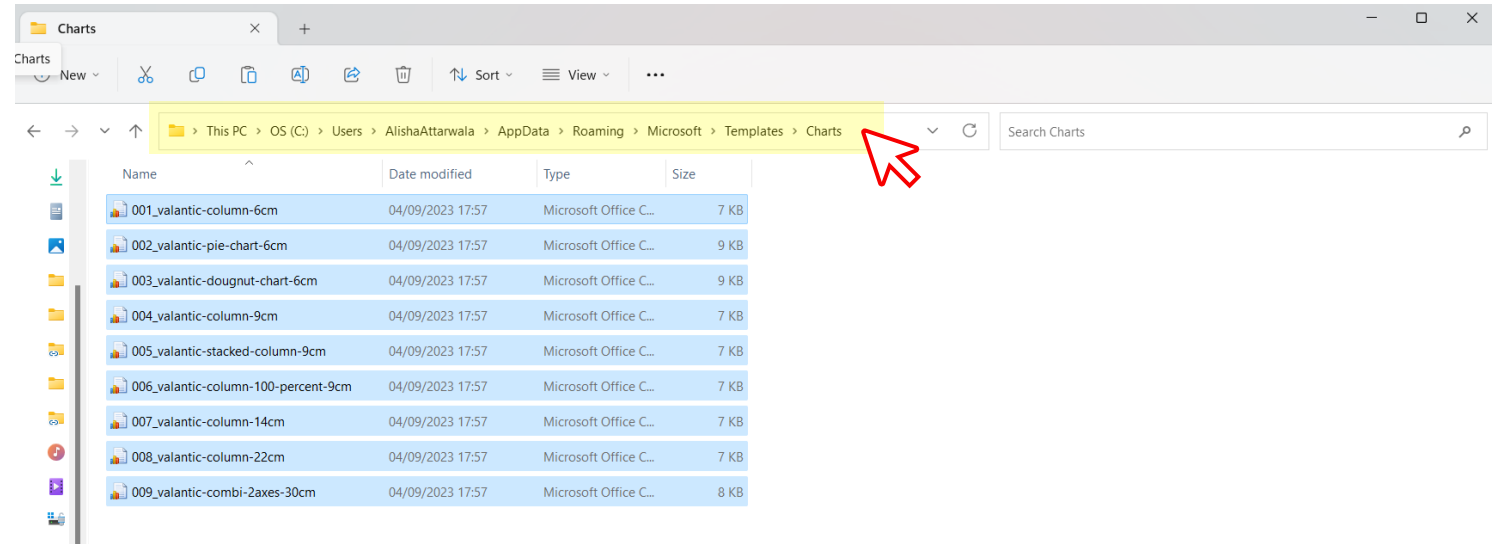 Charts
Charts
New Sort View
This PC > OS (C:) > Users > AlishaAttarwala > AppData > Roaming > Microsoft > Templates > Charts Search Charts
Name Date modified Type Size
001_valantic-column-6cm 04/09/2023 17:57 Microsoft Office C... 7 KB
002_valantic-pie-chart-6cm 04/09/2023 17:57 Microsoft Office C... 9 KB
003_valantic-dougnut-chart-6cm 04/09/2023 17:57 Microsoft Office C... 9 KB
004_valantic-column-9cm 04/09/2023 17:57 Microsoft Office C... 7 KB
005_valantic-stacked-column-9cm 04/09/2023 17:57 Microsoft Office C... 7 KB
006_valantic-column-100-percent-9cm 04/09/2023 17:57 Microsoft Office C... 7 KB
007_valantic-column-14cm 04/09/2023 17:57 Microsoft Office C... 7 KB
008_valantic-column-22cm 04/09/2023 17:57 Microsoft Office C... 7 KB
009_valantic-combi-2axes-30cm 04/09/2023 17:57 Microsoft Office C... 8 KB